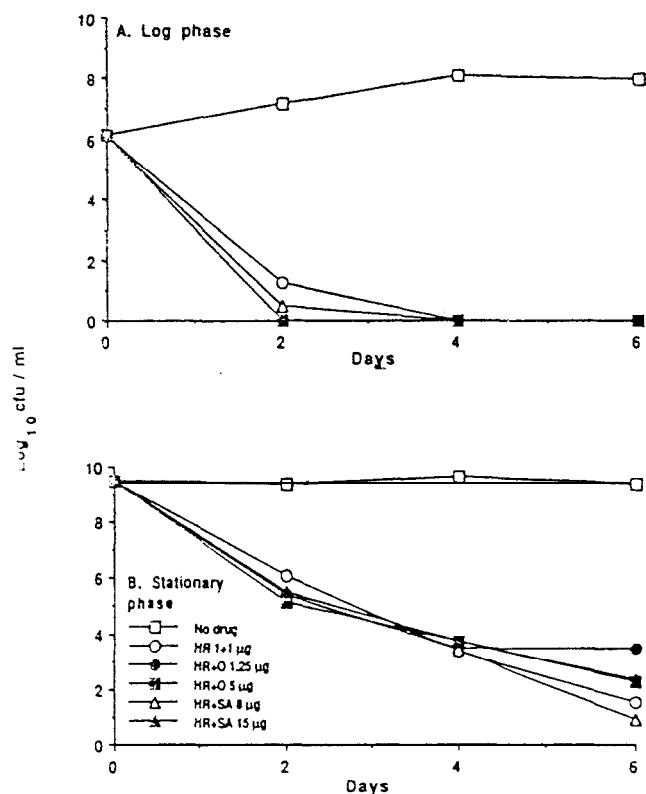 10
A. Log phase
8
6
4
2
0
0 2 4 6
Days
10 cfu / ml
10
8
6
B. Stationary
phase
No drug
HR 1+1 µg
HR+O 1.25 µg
HR+O 5 µg
HR+SA 8 µg
HR+SA 15 µg
4
2
0
0 2 4 6
Days